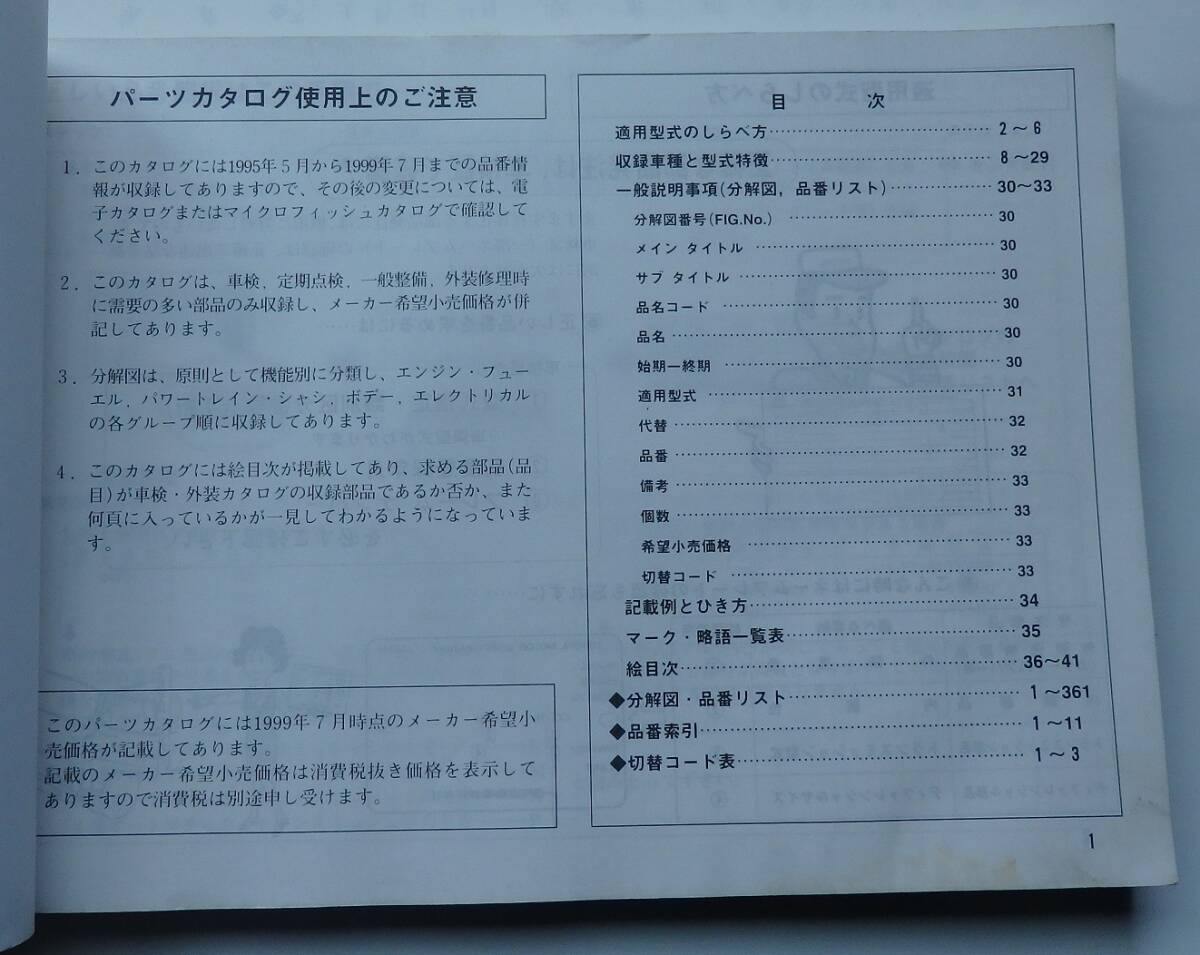 パーツカタログ使用上のご注意
1. このカタログには1995年5月から1999年7月までの品番情
報が収録してありますので、その後の変更については、電
子カタログまたはマイクロフィッシュカタログで確認して
ください。
2. このカタログは、車検,定期点検,一般整備,外装修理時
に需要の多い部品のみ収録し、メーカー希望小売価格が併
記してあります。
3. 分解図は、原則として機能別に分類し、エンジン・フュー
エル,パワートレイン・シャシ,ボデー,エレクトリカル
の各グループ順に収録してあります。
4. このカタログには絵目次が掲載してあり、求める部品(品
目)が車検・外装カタログの収録部品であるか否か、また
何頁に入っているかが一見してわかるようになっていま
す。
このパーツカタログには1999年7月時点のメーカー希望小
売価格が記載してあります。
記載のメーカー希望小売価格は消費税抜き価格を表示して
ありますので消費税は別途申し受けます。
目 次
適用型式のしらべ方…………………… 2~6
収録車種と型式特徴…………………… 8~29
一般説明事項(分解図,品番リスト)………… 30~33
分解図番号(FIG.No.) …………………… 30
メイン タイトル …………………… 30
サブ タイトル …………………… 30
品名コード …………………… 30
品名 …………………… 30
始期ー終期 …………………… 30
適用型式 …………………… 31
代替 …………………… 32
品番 …………………… 32
備考 …………………… 33
個数 …………………… 33
希望小売価格 …………………… 33
切替コード …………………… 33
記載例とひき方…………………… 34
マーク・略語一覧表…………………… 35
絵目次…………………… 36~41
◆分解図・品番リスト…………………… 1~361
◆品番索引…………………… 1~11
◆切替コード表…………………… 1~3
1